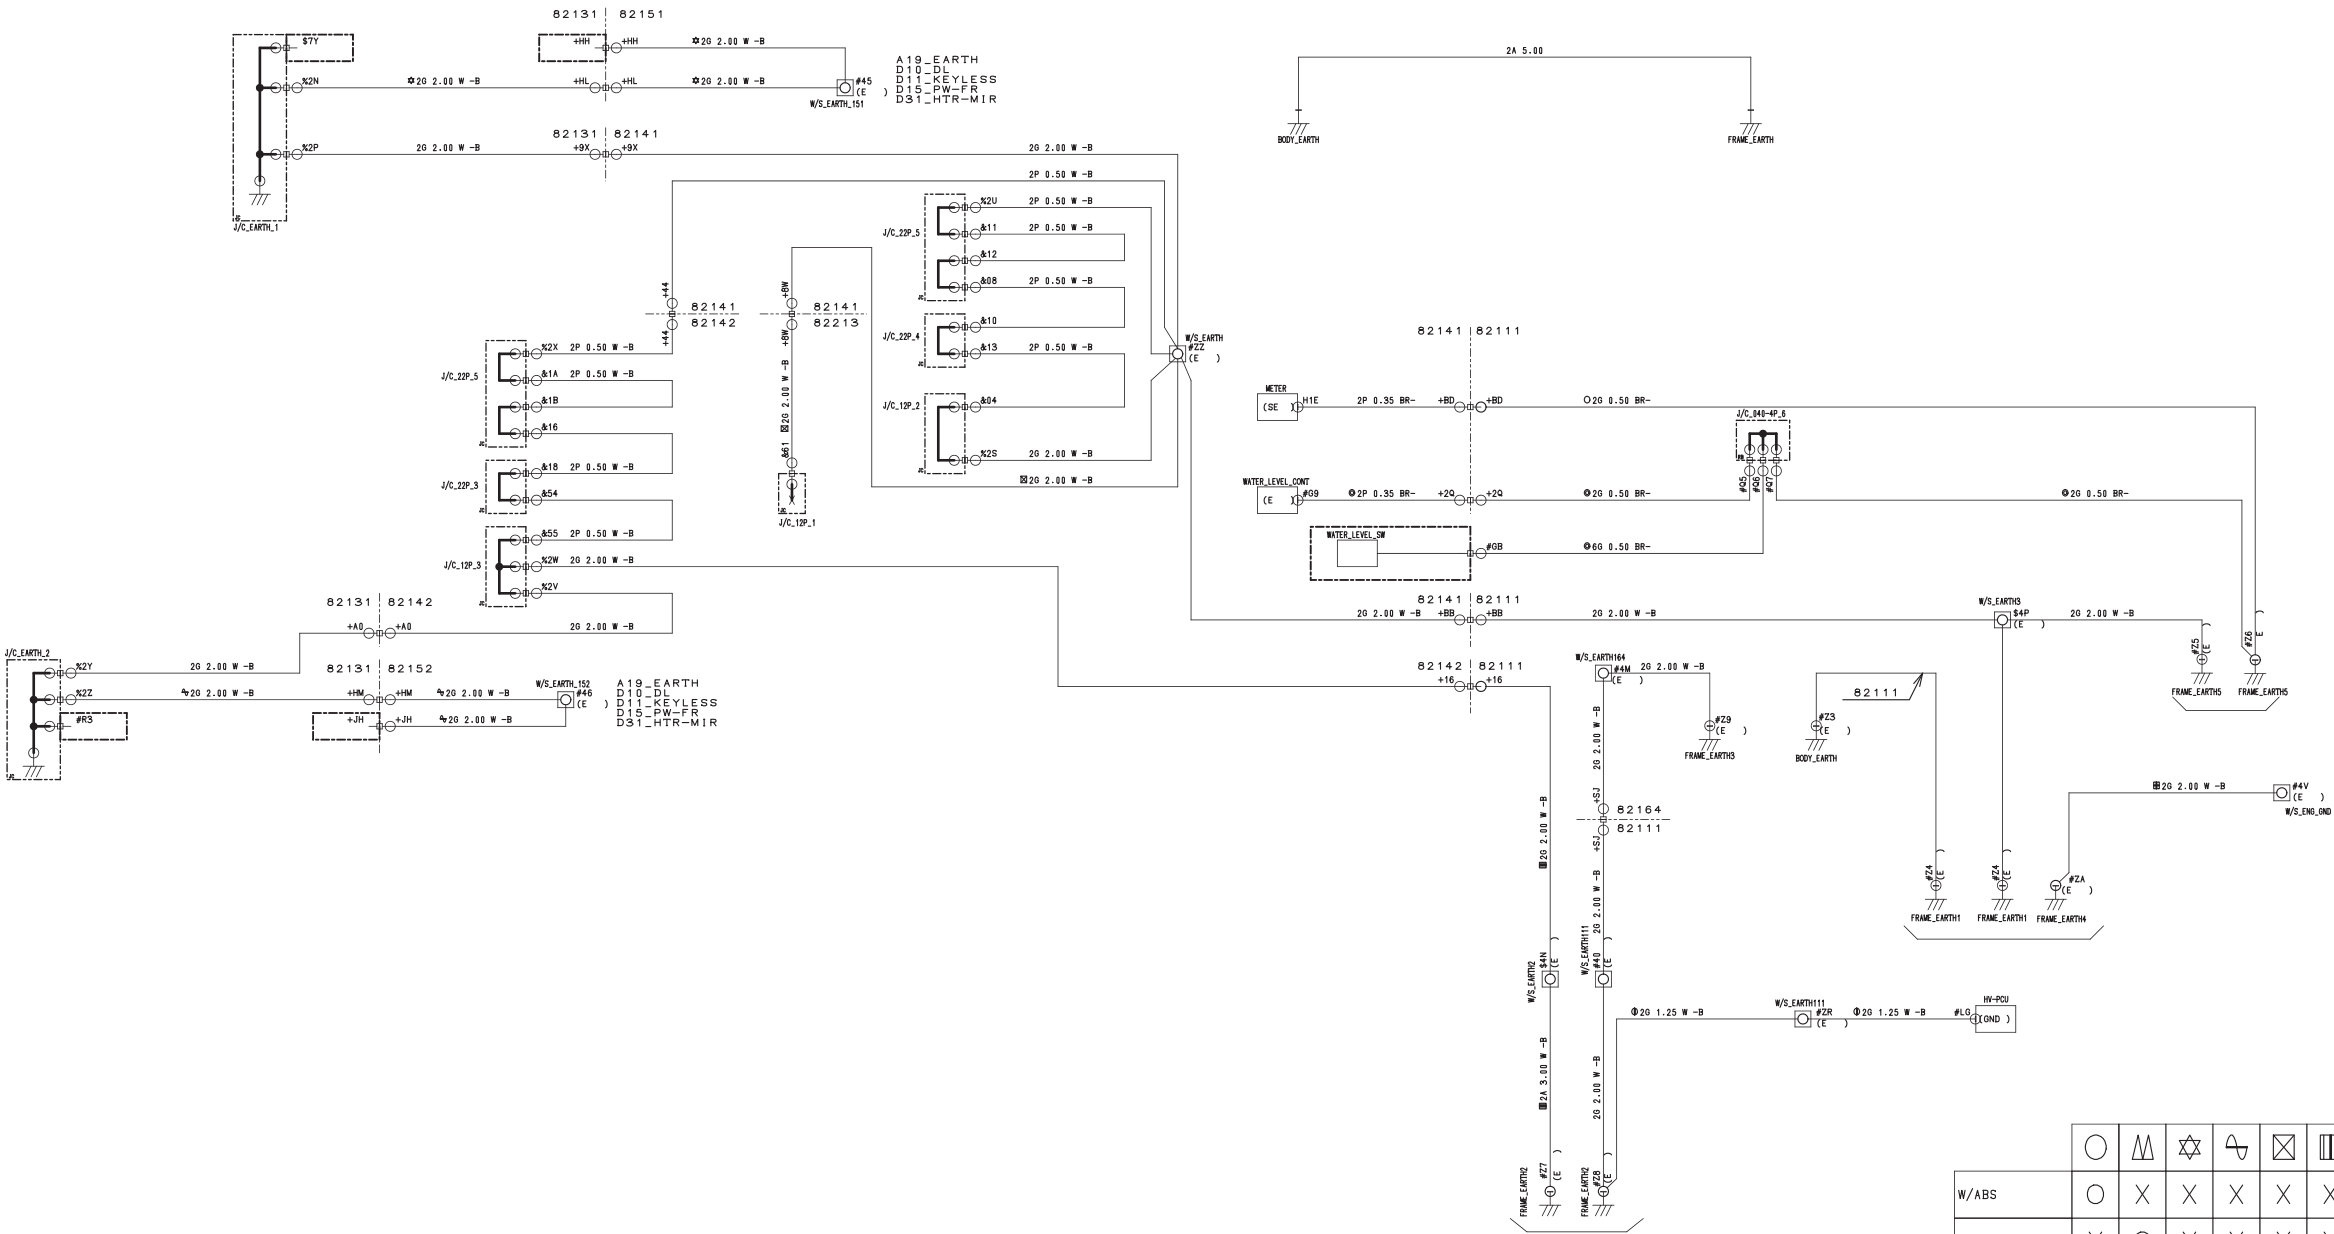 82131 82151
$7Y
+HH +HH ✡2G 2.00 W -B
%2N ✡2G 2.00 W -B +HL +HL ✡2G 2.00 W -B #45
(E )
W/S_EARTH_151
A19_EARTH
D10_DL
D11_KEYLESS
D15_PW-FR
D31_HTR-MIR
82131 82141
%2P 2G 2.00 W -B +9X +9X 2G 2.00 W -B
JC
J/C_EARTH_1
2A 5.00
BODY_EARTH
FRAME_EARTH
2P 0.50 W -B
%2U 2P 0.50 W -B
J/C_22P_5
&11 2P 0.50 W -B
&12
&08 2P 0.50 W -B
JC
&10
J/C_22P_4
&13 2P 0.50 W -B
JC
J/C_12P_2
&04
%2S 2G 2.00 W -B
JC
⊠2G 2.00 W -B
W/S_EARTH
#ZZ
(E )
+44
82141
82142
+44
+8W
82141
82213
+8W
⊠2G 2.00 W -B
&61
JC
J/C_12P_1
%2X 2P 0.50 W -B
J/C_22P_5
&1A 2P 0.50 W -B
&1B
&16
JC
&18 2P 0.50 W -B
J/C_22P_3
&54
JC
&55 2P 0.50 W -B
J/C_12P_3
%2W 2G 2.00 W -B
%2V
JC
82131 82142
+A0 +A0 2G 2.00 W -B
J/C_EARTH_2
%2Y 2G 2.00 W -B
82131 82152
%2Z 2G 2.00 W -B +HM +HM 2G 2.00 W -B
W/S_EARTH_152
#46
(E )
A19_EARTH
D10_DL
D11_KEYLESS
D15_PW-FR
D31_HTR-MIR
#R3
+JH +JH 2G 2.00 W -B
JC
82141 82111
METER
(SE ) H1E 2P 0.35 BR- +BD +BD ○2G 0.50 BR-
J/C_040-4P_6
#Q5
#Q6
#Q7
WATER_LEVEL_CONT
(E ) #G9 ◎2P 0.35 BR- +2Q +2Q ◎2G 0.50 BR-
◎2G 0.50 BR-
WATER_LEVEL_SW
#GB ◎6G 0.50 BR-
82141 82111
2G 2.00 W -B +BB +BB 2G 2.00 W -B
W/S_EARTH3
$4P
(E )
2G 2.00 W -B
#Z5
(E )
FRAME_EARTH5
#Z6
E )
FRAME_EARTH5
82142 82111
+16 +16
W/S_EARTH164
#4M 2G 2.00 W -B
(E )
#Z9
(E )
FRAME_EARTH3
82111
#Z3
(E )
BODY_EARTH
2G 2.00 W -B
+SJ
82164
82111
+SJ
2G 2.00 W -B
2G 2.00 W -B
2G 2.00 W -B #4V
(E )
W/S_ENG_GND
#Z4
(E )
FRAME_EARTH1
#Z4
(E )
FRAME_EARTH1
#ZA
(E )
FRAME_EARTH4
W/S_EARTH2
$4N
(E )
W/S_EARTH111
#40
(E )
2A 3.00 W -B
2G 2.00 W -B
2G 1.25 W -B
W/S_EARTH111
#ZR
(E )
2G 1.25 W -B #LG
HV-PCU
(GND )
FRAME_EARTH2
#Z7
(E )
FRAME_EARTH2
#Z8
(E )
W/ABS ○ X X X X X